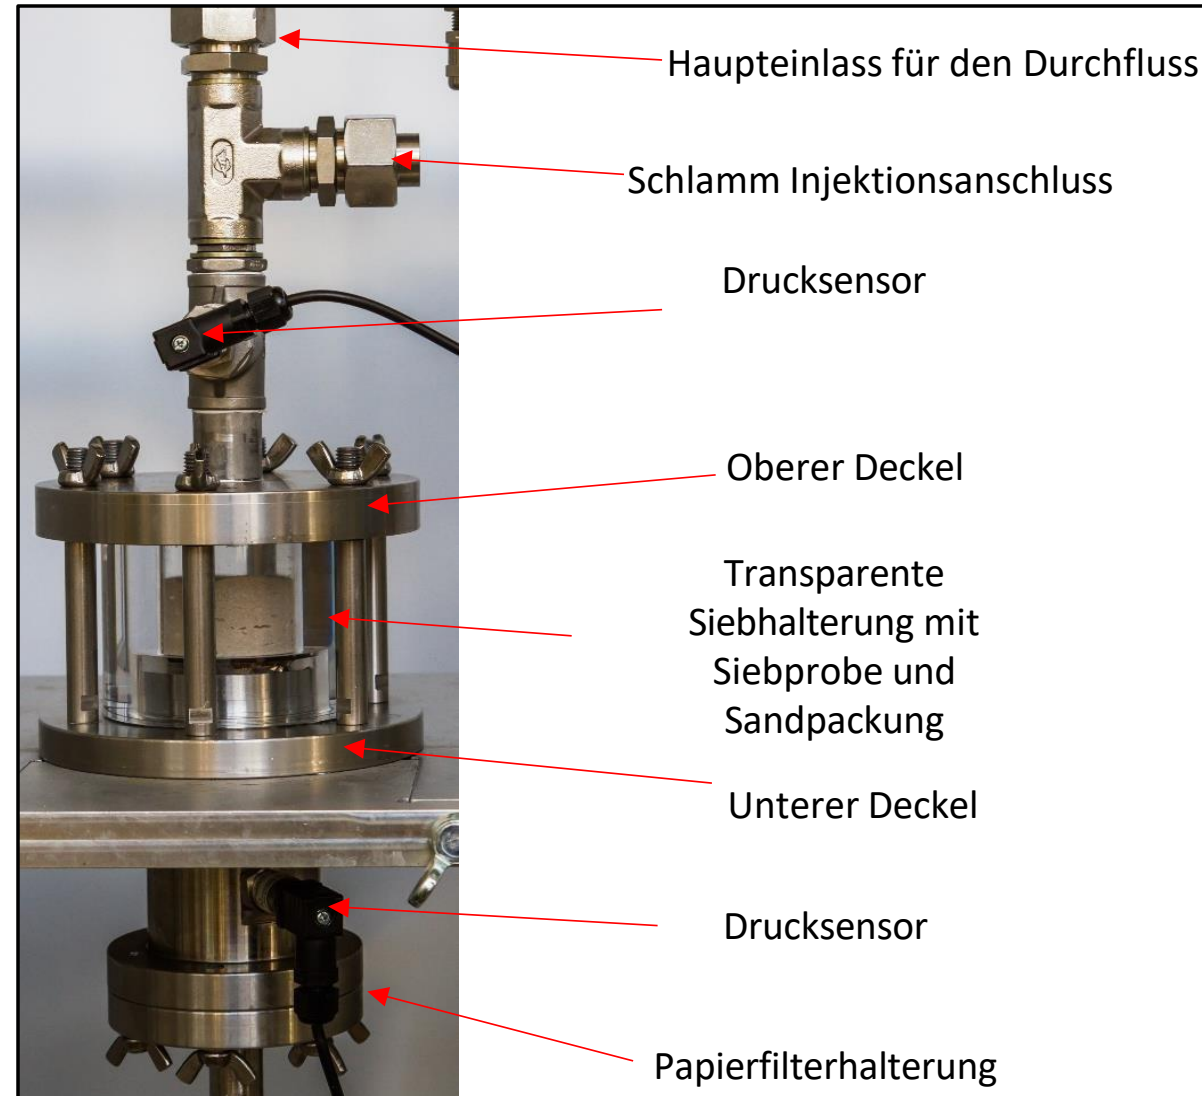 Haupteinlass für den Durchfluss
Schlamm Injektionsanschluss
Drucksensor
Oberer Deckel
Transparente
Siebhalterung mit
Siebprobe und
Sandpackung
Unterer Deckel
Drucksensor
Papierfilterhalterung